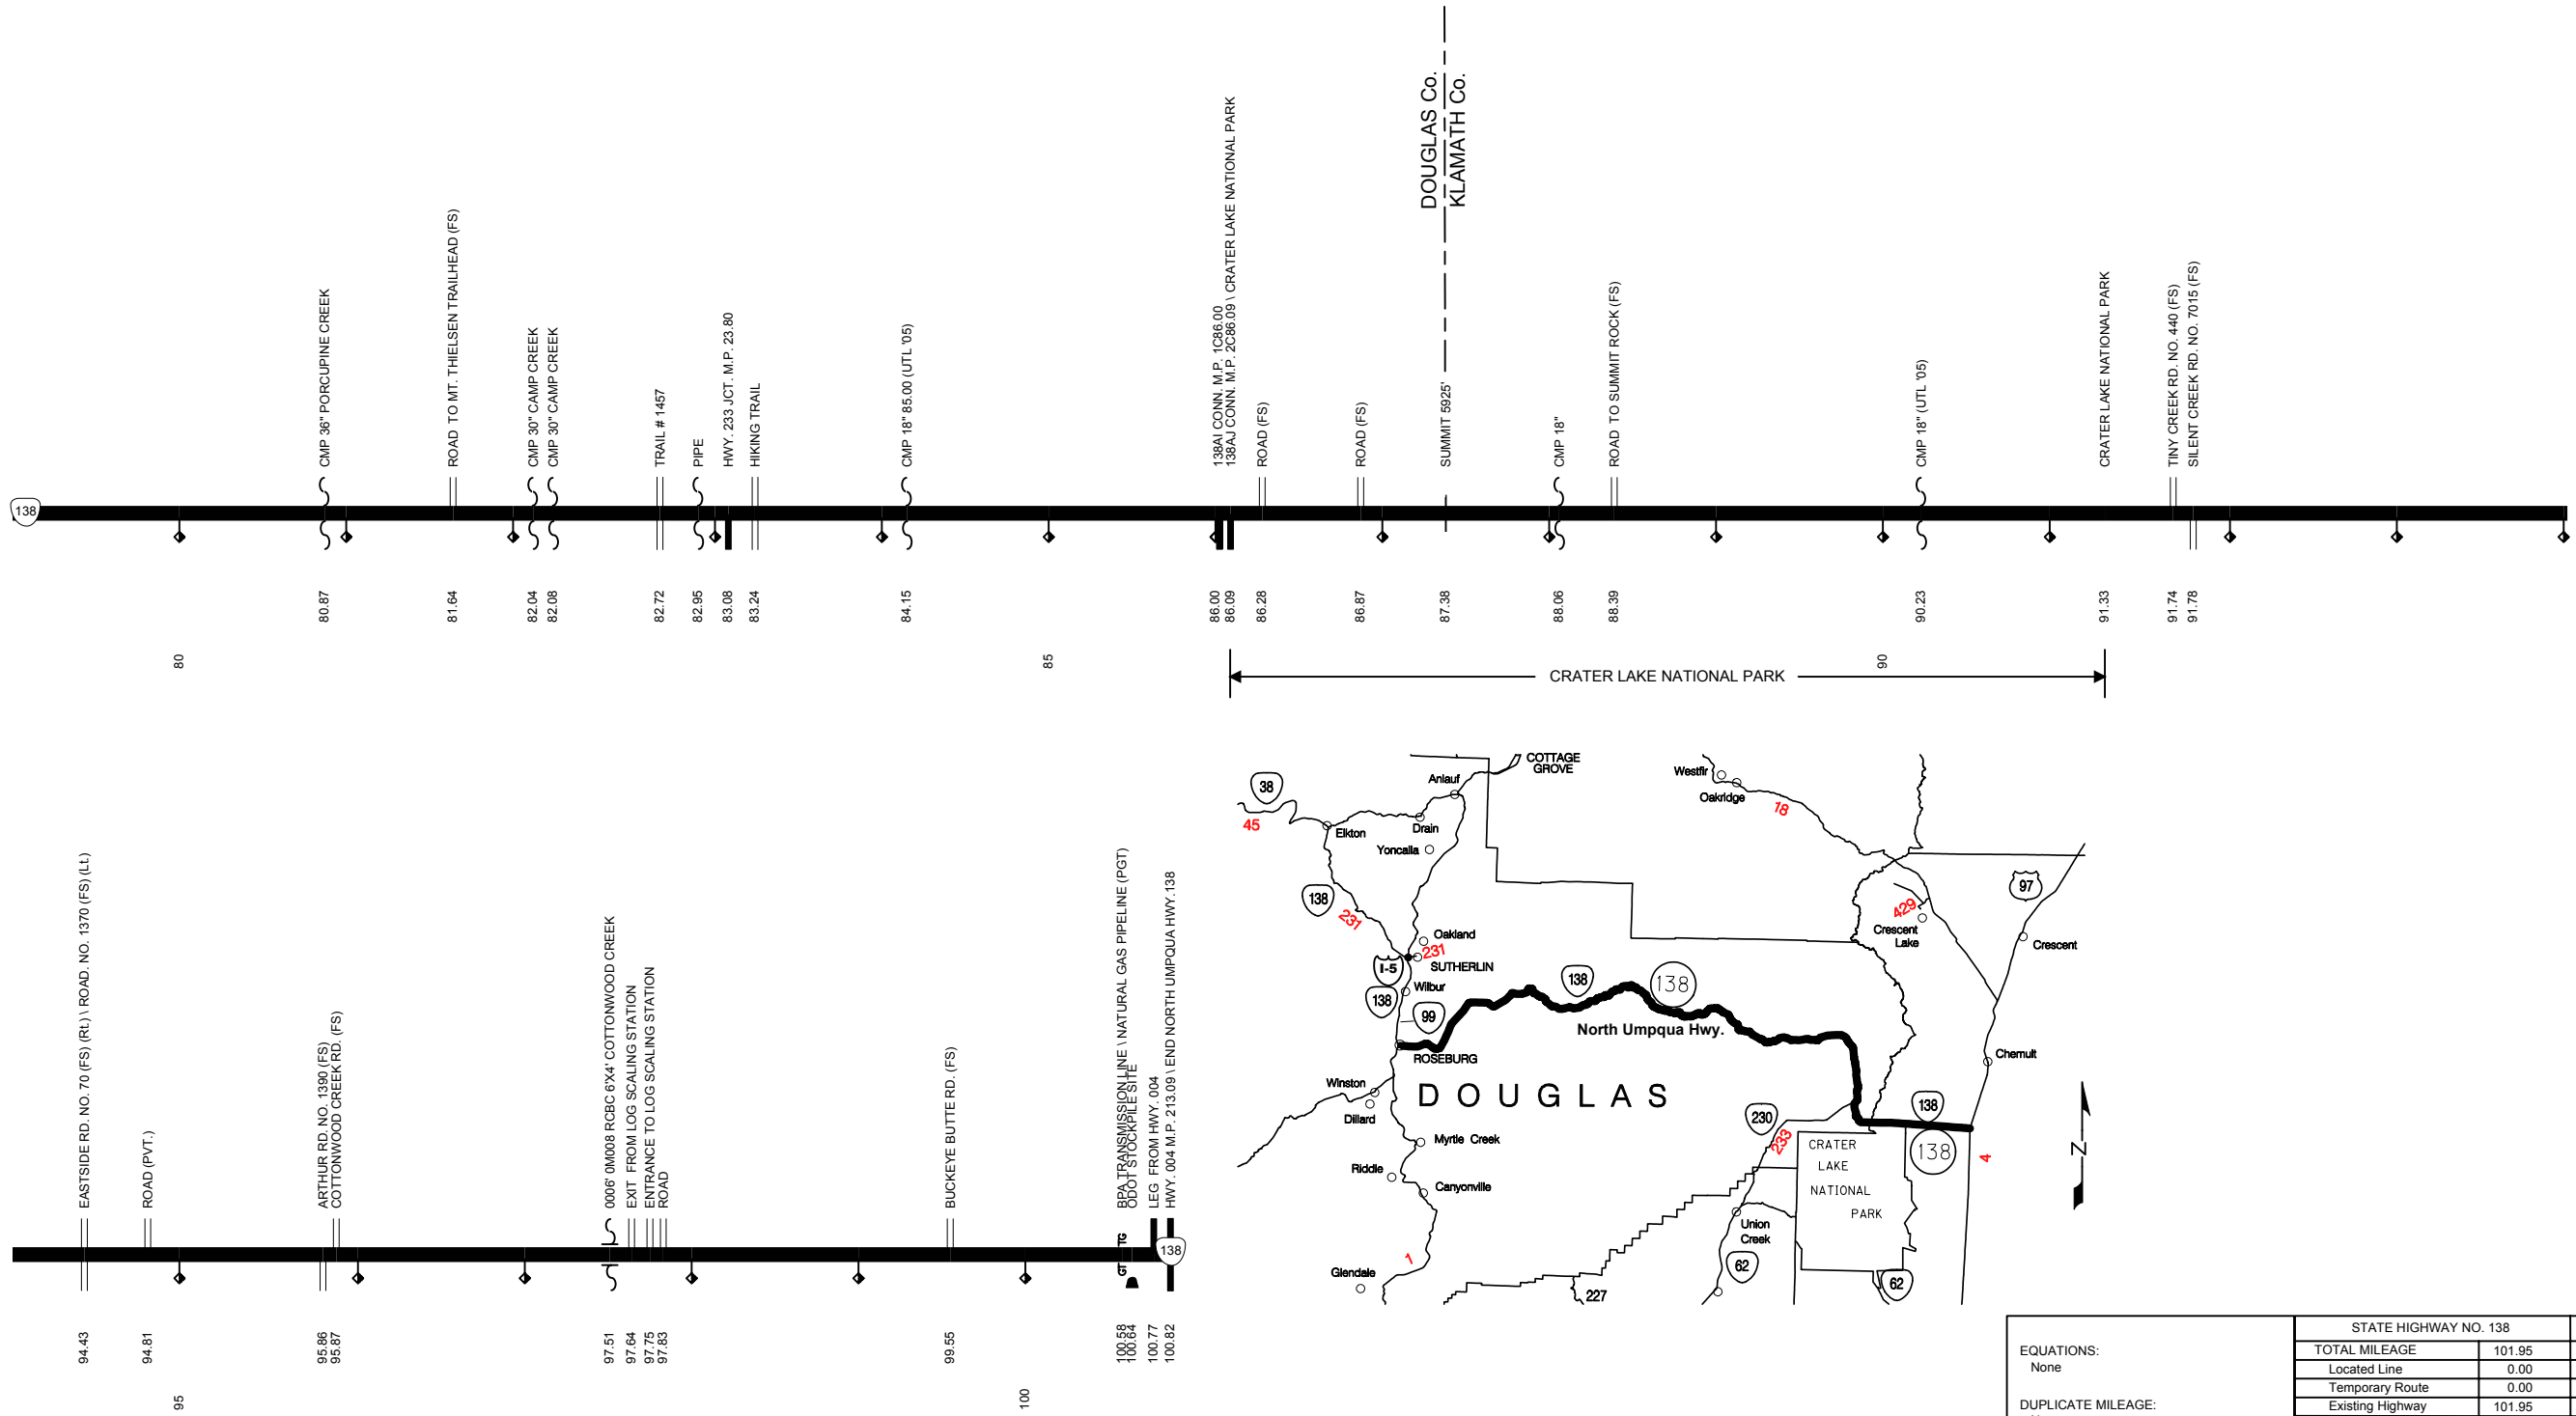 DOUGLAS Co.
KLAMATH Co.
CMP 36" PORCUPINE CREEK
ROAD TO MT. THIELSEN TRAILHEAD (FS)
CMP 30" CAMP CREEK
CMP 30" CAMP CREEK
TRAIL # 1457
PIPE
HWY. 233 JCT. M.P. 23.80
HIKING TRAIL
CMP 18" 85.00 (UTL '05)
138AI CONN. M.P. 1C86.00
138AJ CONN. M.P. 2C86.09 \ CRATER LAKE NATIONAL PARK
ROAD (FS)
ROAD (FS)
SUMMIT 5925'
CMP 18"
ROAD TO SUMMIT ROCK (FS)
CMP 18" (UTL '05)
CRATER LAKE NATIONAL PARK
TINY CREEK RD. NO. 440 (FS)
SILENT CREEK RD. NO. 7015 (FS)
138
80.87
81.64
82.04
82.08
82.72
82.95
83.08
83.24
84.15
86.00
86.09
86.28
86.87
87.38
88.06
88.39
90.23
91.33
91.74
91.78
80
85
90
CRATER LAKE NATIONAL PARK
EASTSIDE RD. NO. 70 (FS) (Rt.) \ ROAD. NO. 1370 (FS) (Lt.)
ROAD (PVT.)
ARTHUR RD. NO. 1390 (FS)
COTTONWOOD CREEK RD. (FS)
0006' 0M008 RCBC 6'X4' COTTONWOOD CREEK
EXIT FROM LOG SCALING STATION
ENTRANCE TO LOG SCALING STATION
ROAD
BUCKEYE BUTTE RD. (FS)
BPA TRANSMISSION LINE \ NATURAL GAS PIPELINE (PGT)
ODOT STOCKPILE SITE
LEG FROM HWY. 004
HWY. 004 M.P. 213.09 \ END NORTH UMPQUA HWY. 138
TG
GT
138
94.43
94.81
95.86
95.87
97.51
97.64
97.75
97.83
99.55
100.58
100.64
100.77
100.82
95
100
COTTAGE
GROVE
Anlauf
38
45
Elkton
Drain
Yoncalla
138
231
Oakland
231
SUTHERLIN
I-5
Wilbur
138
99
ROSEBURG
Westfir
Oakridge
18
97
429
Crescent
Lake
Crescent
138
138
North Umpqua Hwy.
Chemult
Winston
Dillard
DOUGLAS
Myrtle Creek
Riddle
Canyonville
1
Glendale
227
230
233
138
138
4
CRATER
LAKE
NATIONAL
PARK
Union
Creek
62
62
N
EQUATIONS:
None
DUPLICATE MILEAGE:
STATE HIGHWAY NO. 138
TOTAL MILEAGE 101.95
Located Line 0.00
Temporary Route 0.00
Existing Highway 101.95